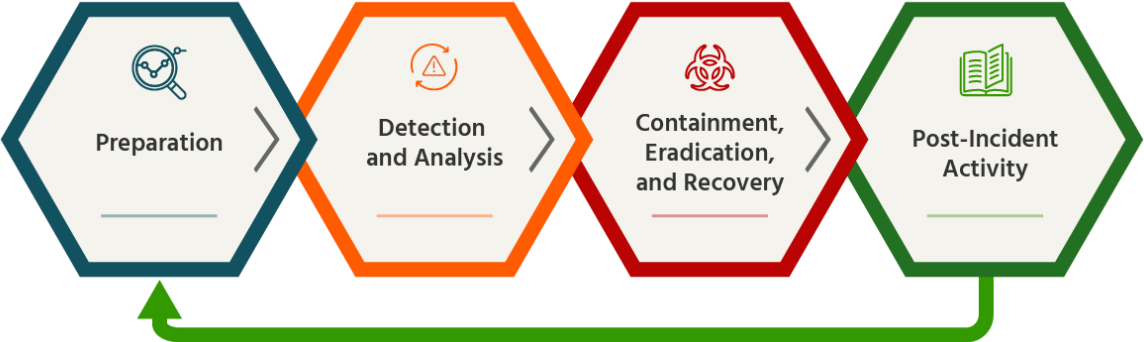 Preparation
Detection
and Analysis
Containment,
Eradication,
and Recovery
Post-Incident
Activity